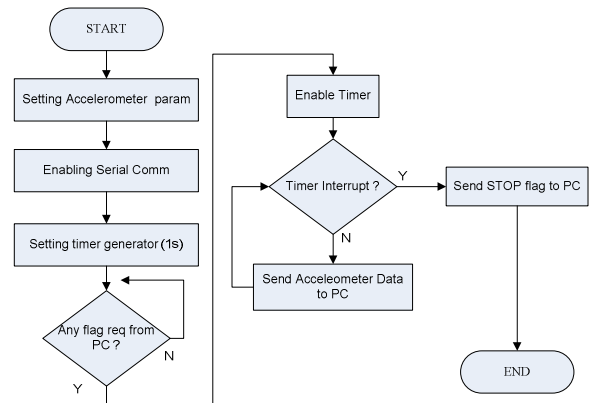 START
Setting Accelerometer param
Enabling Serial Comm
Setting timer generator(1s)
Any flag req from
PC ?
N
Y
Enable Timer
Timer Interrupt ?
Y
N
Send Acceleometer Data
to PC
Send STOP flag to PC
END